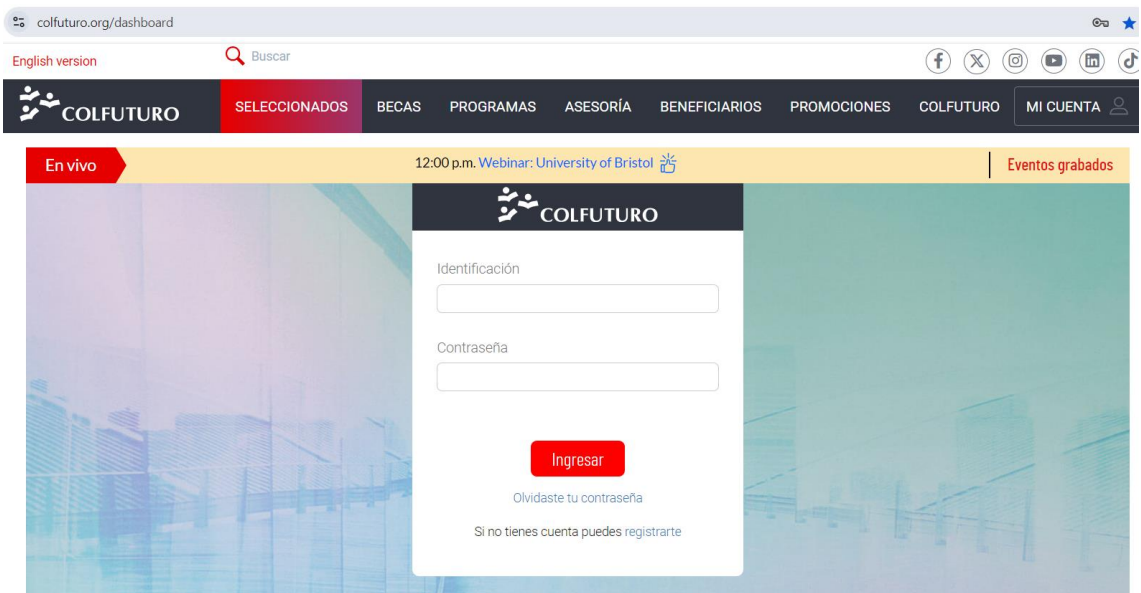 colfuturo.org/dashboard
English version
Buscar
COLFUTURO
SELECCIONADOS BECAS PROGRAMAS ASESORÍA BENEFICIARIOS PROMOCIONES COLFUTURO MI CUENTA
En vivo
12:00 p.m. Webinar: University of Bristol
Eventos grabados
COLFUTURO
Identificación
Contraseña
Ingresar
Olvidaste tu contraseña
Si no tienes cuenta puedes registrarte